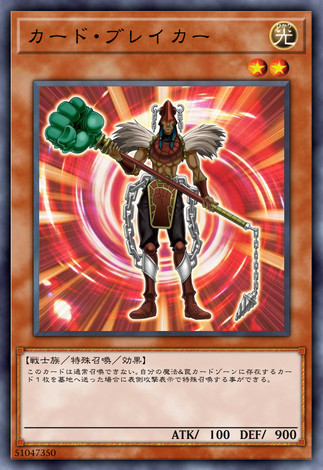 カード・ブレイカー
光
【戦士族／特殊召喚／効果】
このカードは通常召喚できない。自分の魔法&罠カードゾーンに存在するカー
ド１枚を墓地へ送った場合に表側攻撃表示で特殊召喚する事ができる。
ATK/ 100 DEF/ 900
51047350